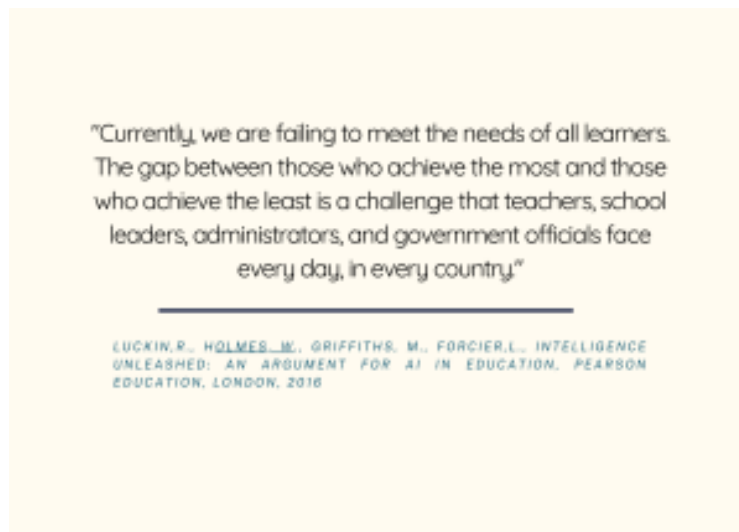 "Currently, we are failing to meet the needs of all learners.
The gap between those who achieve the most and those
who achieve the least is a challenge that teachers, school
leaders, administrators, and government officials face
every day, in every country."
LUCKIN,R., HOLMES, W., GRIFFITHS, M., FORCIER,L., INTELLIGENCE
UNLEASHED: AN ARGUMENT FOR AI IN EDUCATION, PEARSON
EDUCATION, LONDON, 2016